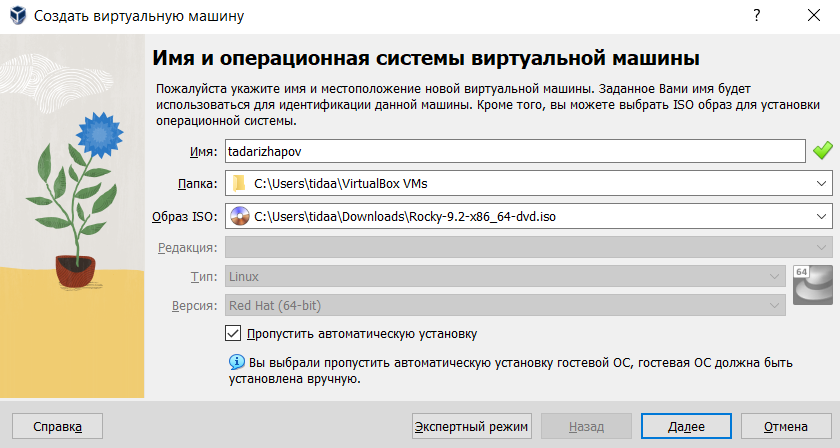 Создать виртуальную машину
?
Имя и операционная системы виртуальной машины
Пожалуйста укажите имя и местоположение новой виртуальной машины. Заданное Вами имя будет
использоваться для идентификации данной машины. Кроме того, вы можете выбрать ISO образ для установки
операционной системы.
Имя: tadarizhapov
Папка: C:\Users\tidaa\VirtualBox VMs
Образ ISO: C:\Users\tidaa\Downloads\Rocky-9.2-x86_64-dvd.iso
Редакция:
Тип: Linux
64
Версия: Red Hat (64-bit)
Пропустить автоматическую установку
Вы выбрали пропустить автоматическую установку гостевой ОС, гостевая ОС должна быть
установлена вручную.
Справка Экспертный режим Назад Далее Отмена